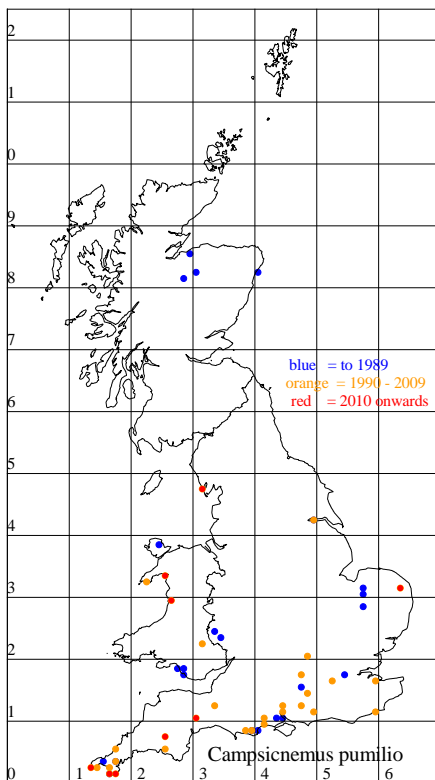 2
1
0
9
8
7
blue = to 1989
orange = 1990 - 2009
red = 2010 onwards
6
5
4
3
2
1
Campsicnemus pumilio
0 1 2 3 4 5 6